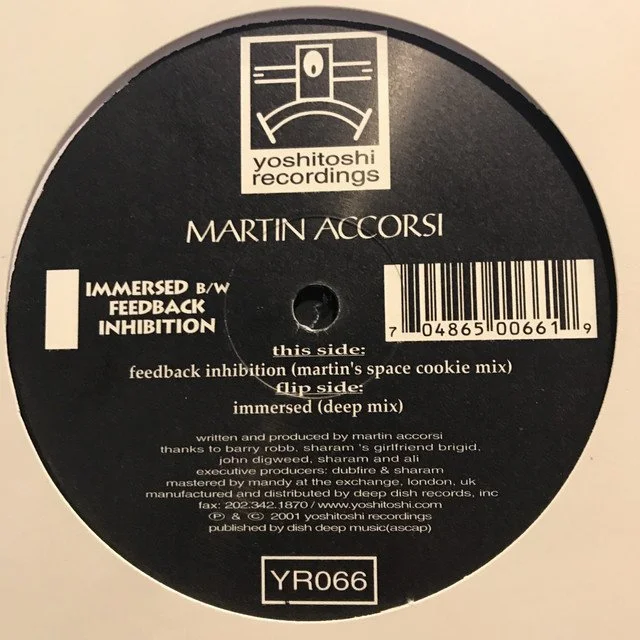 yoshitoshi
recordings
MARTIN ACCORSI
IMMERSED B/W
FEEDBACK
INHIBITION
7 04865 00661 9
this side:
feedback inhibition (martin's space cookie mix)
flip side:
immersed (deep mix)
written and produced by martin accorsi
thanks to barry robb, sharam 's girlfriend brigid,
john digweed, sharam and ali
executive producers: dubfire & sharam
mastered by mandy at the exchange, london, uk
manufactured and distributed by deep dish records, inc
fax: 202.342.1870 / www.yoshitoshi.com
℗ & © 2001 yoshitoshi recordings
published by dish deep music(ascap)
YR066